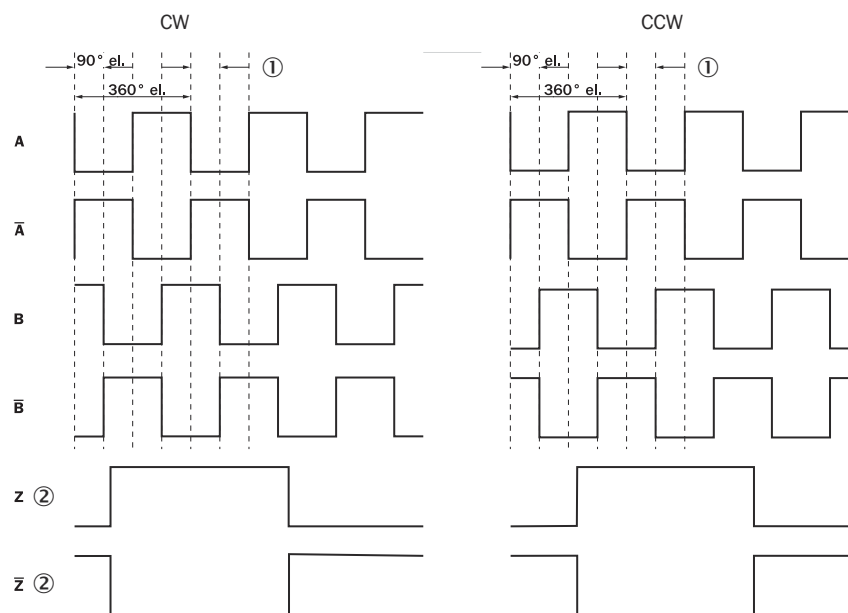 CW CCW
90° el. ① 90° el. ①
360° el. 360° el.
A
A̅
B
B̅
Z ②
Z̅ ②